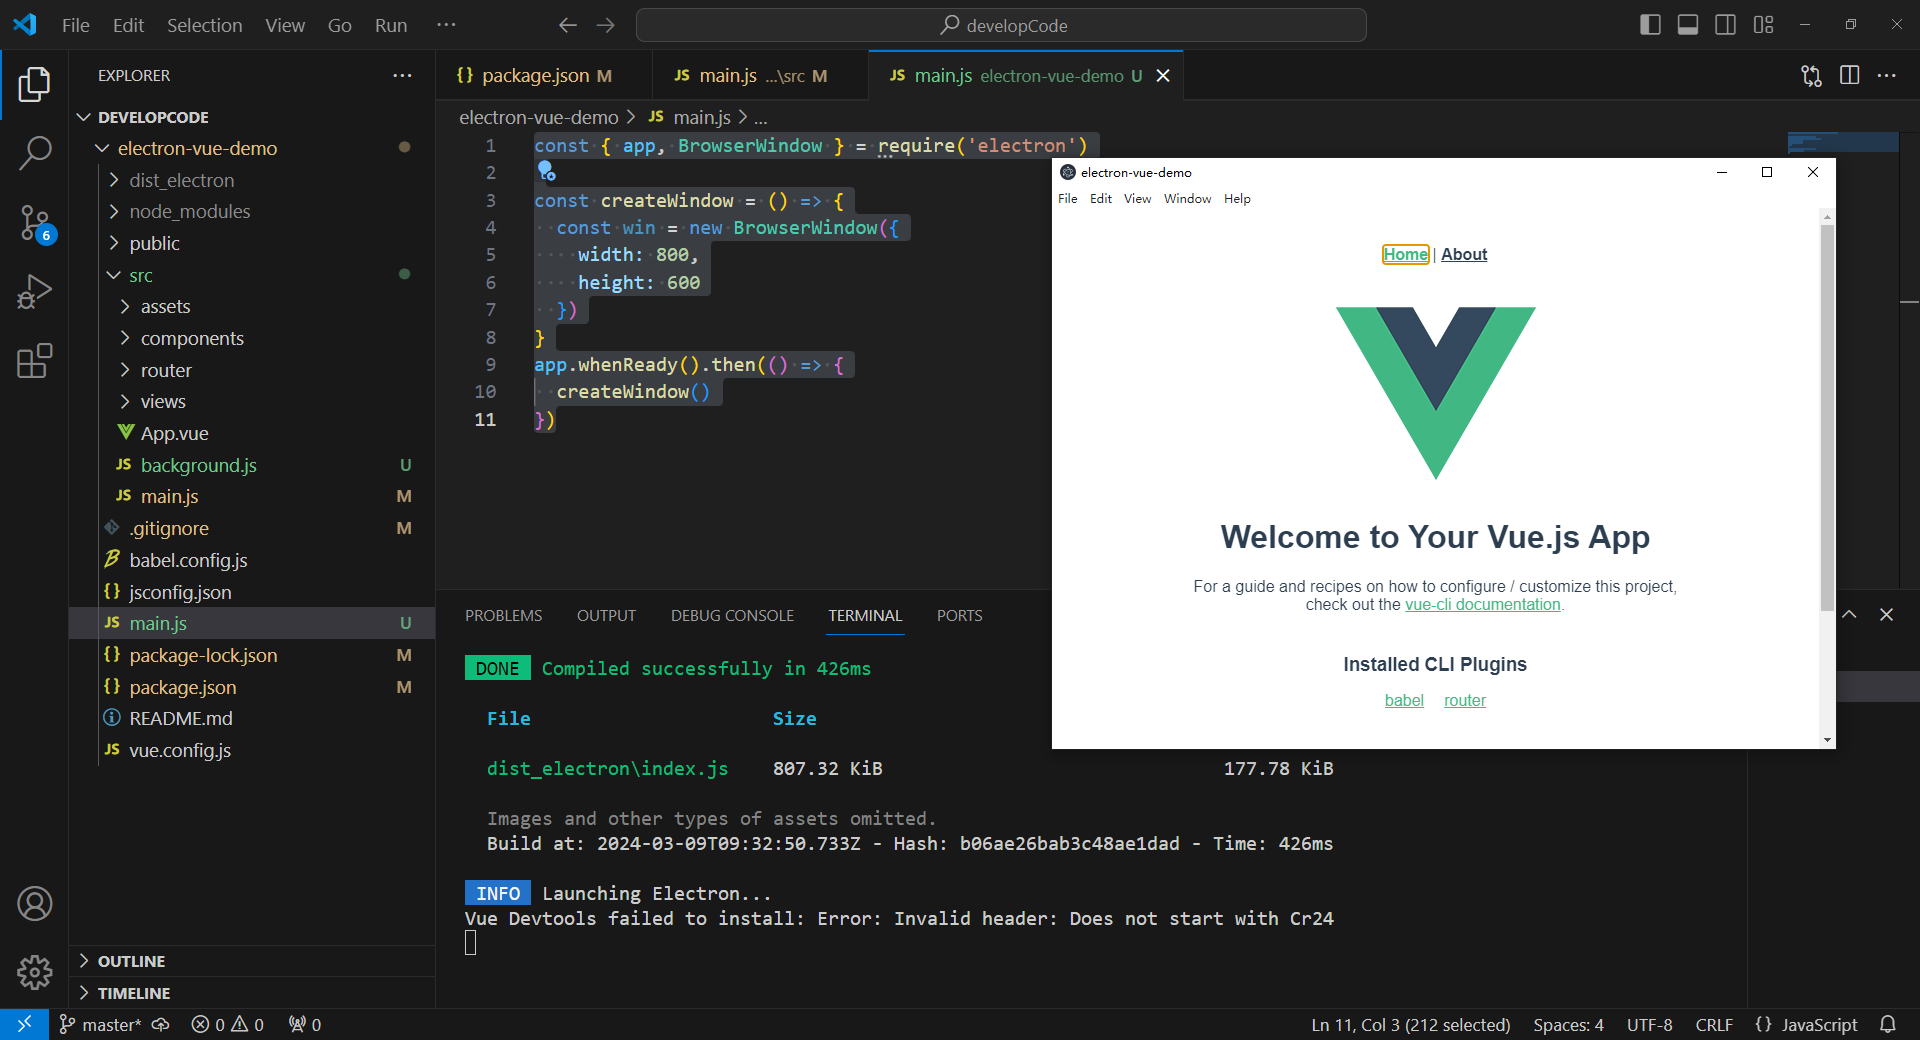 File Edit Selection View Go Run ···
developCode
EXPLORER ···
DEVELOPCODE
electron-vue-demo
dist_electron
node_modules
public
src
assets
components
router
views
App.vue
JS background.js U
JS main.js M
.gitignore M
babel.config.js
{} jsconfig.json
JS main.js U
{} package-lock.json M
{} package.json M
README.md
JS vue.config.js
OUTLINE
TIMELINE
{} package.json M
JS main.js ...\src M
JS main.js electron-vue-demo U
electron-vue-demo > JS main.js > ...
1 const { app, BrowserWindow } = require('electron')
2
3 const createWindow = () => {
4 const win = new BrowserWindow({
5 width: 800,
6 height: 600
7 })
8 }
9 app.whenReady().then(() => {
10 createWindow()
11 })
electron-vue-demo
File Edit View Window Help
Home | About
Welcome to Your Vue.js App
For a guide and recipes on how to configure / customize this project,
check out the vue-cli documentation.
Installed CLI Plugins
babel router
PROBLEMS OUTPUT DEBUG CONSOLE TERMINAL PORTS
DONE Compiled successfully in 426ms
File Size
dist_electron\index.js 807.32 KiB 177.78 KiB
Images and other types of assets omitted.
Build at: 2024-03-09T09:32:50.733Z - Hash: b06ae26bab3c48ae1dad - Time: 426ms
INFO Launching Electron...
Vue Devtools failed to install: Error: Invalid header: Does not start with Cr24
6
master* 0 0 0
Ln 11, Col 3 (212 selected) Spaces: 4 UTF-8 CRLF {} JavaScript